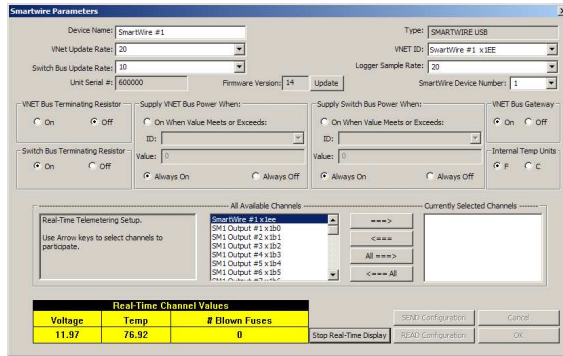 Smartwire Parameters
Device Name: SmartWire #1
Type: SMARTWIRE USB
VNet Update Rate: 20
VNET ID: SwartWire #1 x1EE
Switch Bus Update Rate: 10
Logger Sample Rate: 20
Unit Serial #: 600000
Firmware Version: 14
Update
SmartWire Device Number: 1
VNET Bus Terminating Resistor
On Off
Supply VNET Bus Power When:
On When Value Meets or Exceeds:
ID:
Value: 0
Always On Always Off
Supply Switch Bus Power When:
On When Value Meets or Exceeds:
ID:
Value: 0
Always On Always Off
VNET Bus Gateway
On Off
Switch Bus Terminating Resistor
On Off
Internal Temp Units
F C
Real-Time Telemetering Setup.
Use Arrow keys to select channels to
participate.
All Available Channels
SmartWire #1 x1ee
SM1 Output #1 x1b0
SM1 Output #2 x1b1
SM1 Output #3 x1b2
SM1 Output #4 x1b3
SM1 Output #5 x1b4
SM1 Output #6 x1b5
===>
<===
All ===>
<=== All
Currently Selected Channels
Real-Time Channel Values
Voltage Temp # Blown Fuses
11.97 76.92 0
Stop Real-Time Display
SEND Configuration
Cancel
READ Configuration
OK